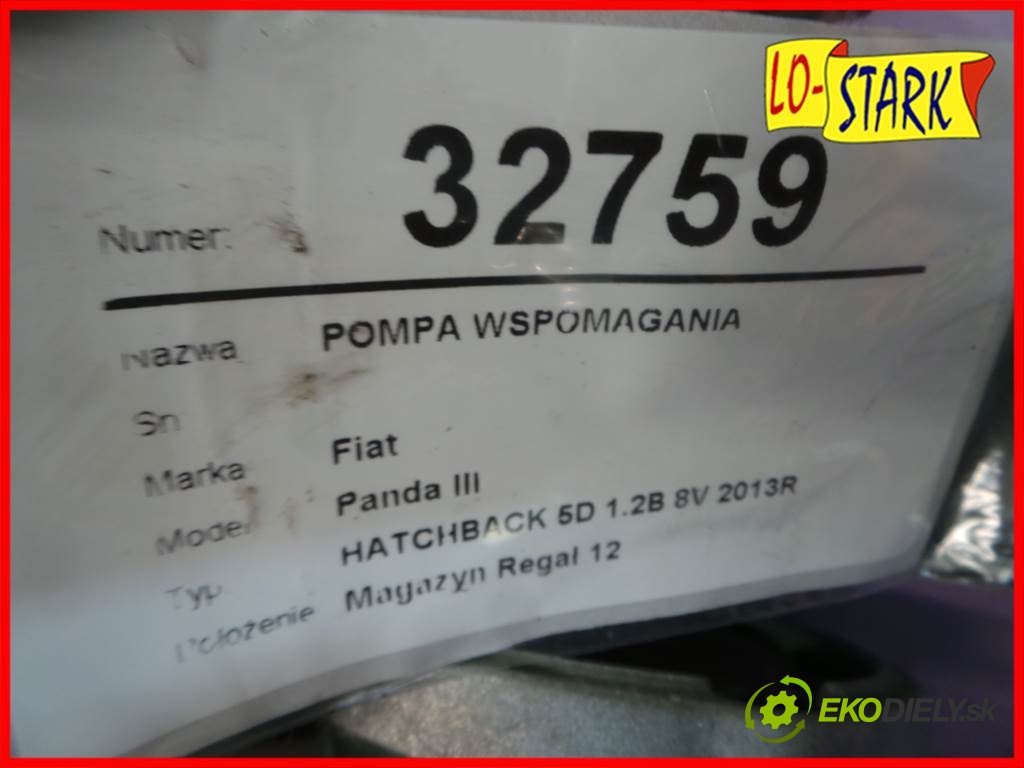 LO-STARK
Numer: 32759
Nazwa POMPA WSPOMAGANIA
Sn
Marka Fiat
Model Panda III
Typ HATCHBACK 5D 1.2B 8V 2013R
Położenie Magazyn Regał 12
EKODIELY.sk